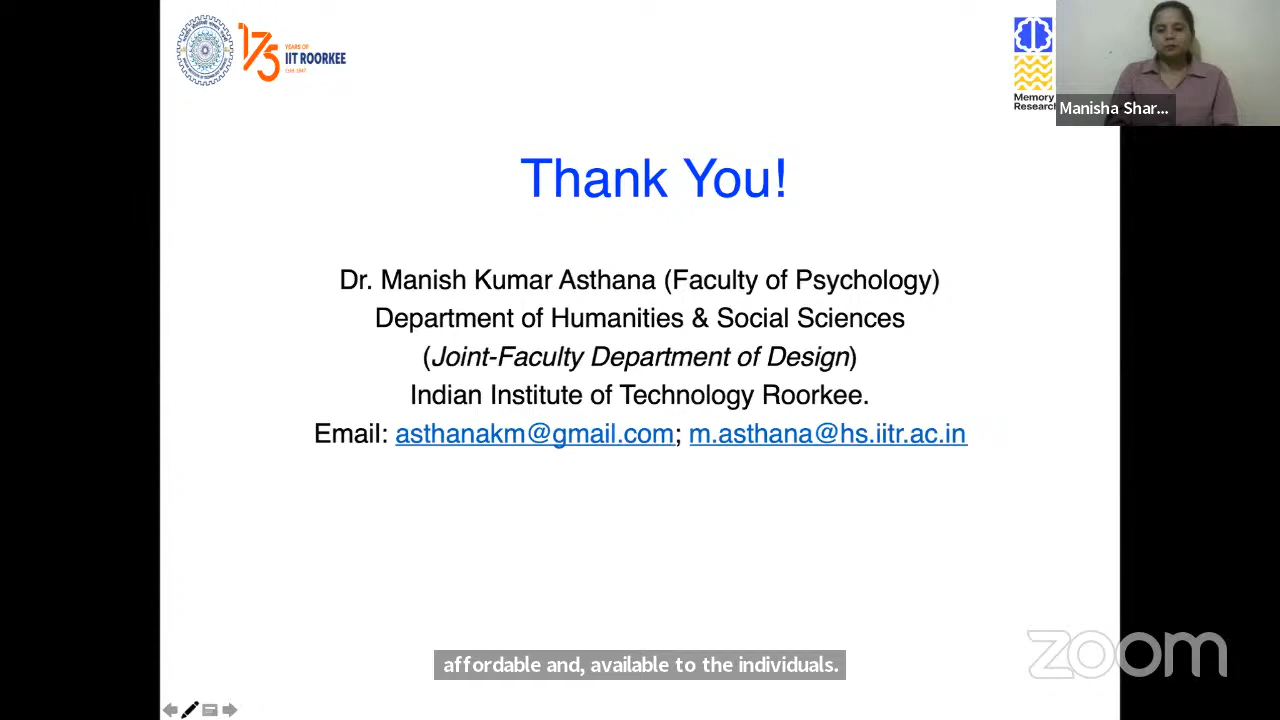 175
YEARS OF
IIT ROORKEE
ESTD. 1847
Memory
Research
Manisha Shar...
Thank You!
Dr. Manish Kumar Asthana (Faculty of Psychology)
Department of Humanities & Social Sciences
(Joint-Faculty Department of Design)
Indian Institute of Technology Roorkee.
Email: asthanakm@gmail.com; m.asthana@hs.iitr.ac.in
affordable and, available to the individuals.
zoom